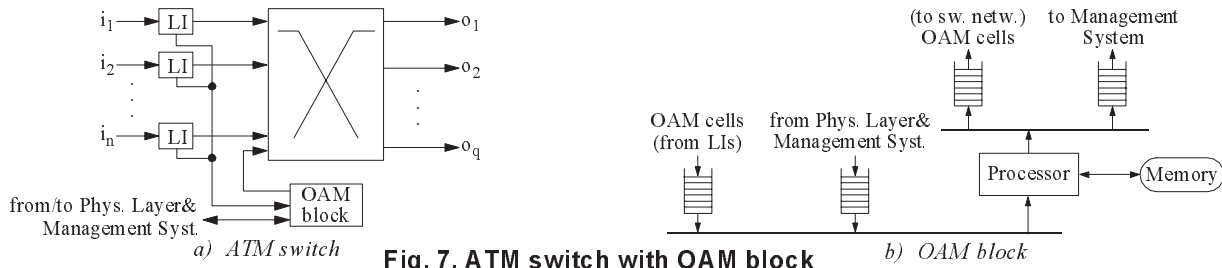 i1
LI
i2
LI
in
LI
o1
o2
oq
OAM
block
from/to Phys. Layer&
Management Syst.
a) ATM switch
(to sw. netw.)
OAM cells
to Management
System
OAM cells
(from LIs)
from Phys. Layer&
Management Syst.
Processor
Memory
b) OAM block
Fig. 7. ATM switch with OAM block